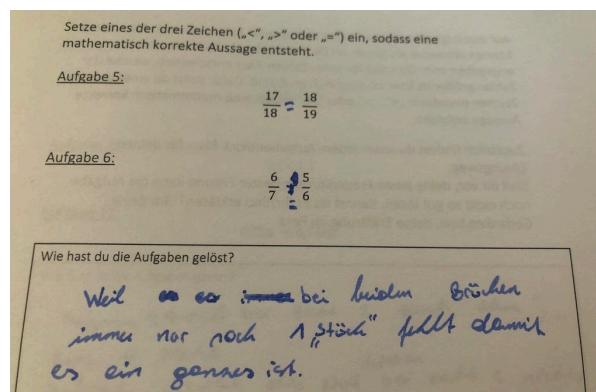 Setze eines der drei Zeichen („<“, „>“ oder „=“) ein, sodass eine
mathematisch korrekte Aussage entsteht.
Aufgabe 5:
17/18 = 18/19
Aufgabe 6:
6/7 = 5/6
Wie hast du die Aufgaben gelöst?
Weil bei beiden Brüchen
immer nur noch 1 „Stück“ fehlt damit
es ein ganzes ist.